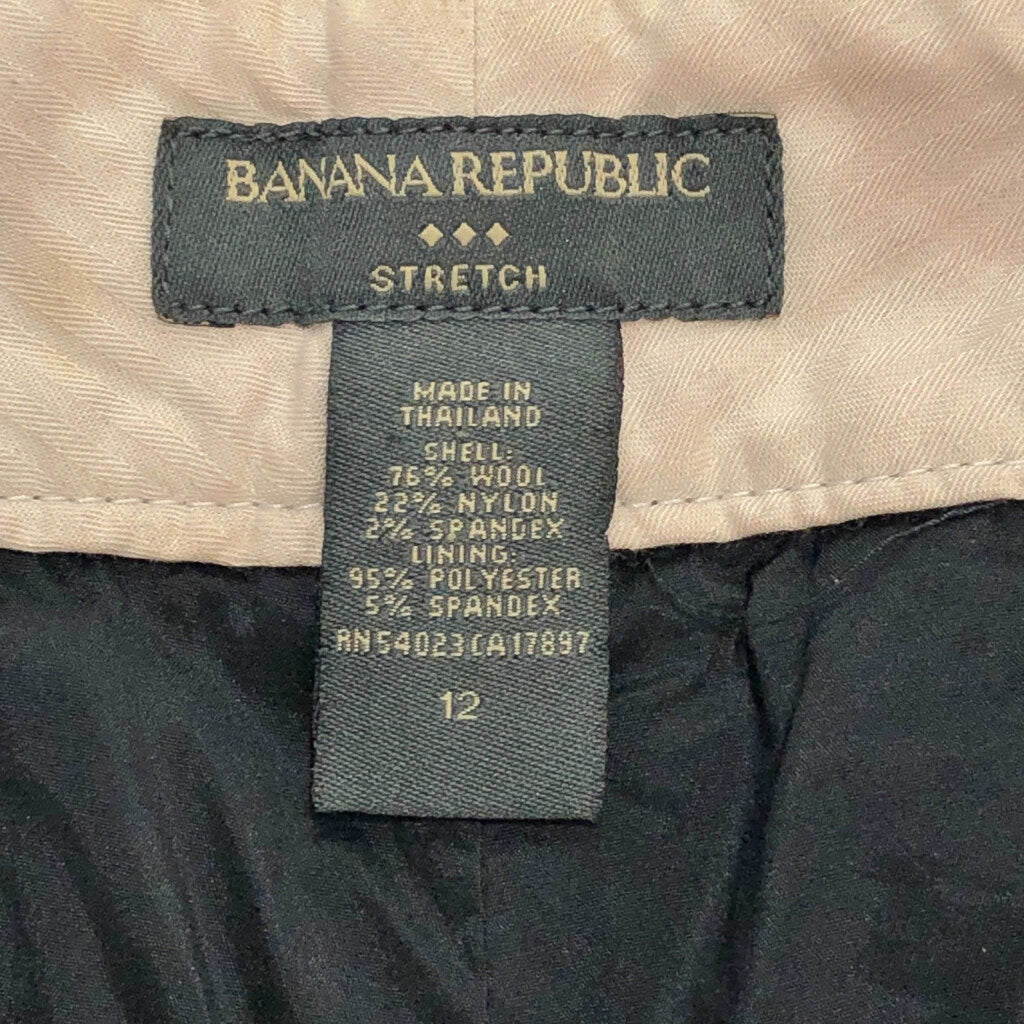 BANANA REPUBLIC
STRETCH
MADE IN
THAILAND
SHELL:
76% WOOL
22% NYLON
2% SPANDEX
LINING:
95% POLYESTER
5% SPANDEX
RN54023 CA17897
12